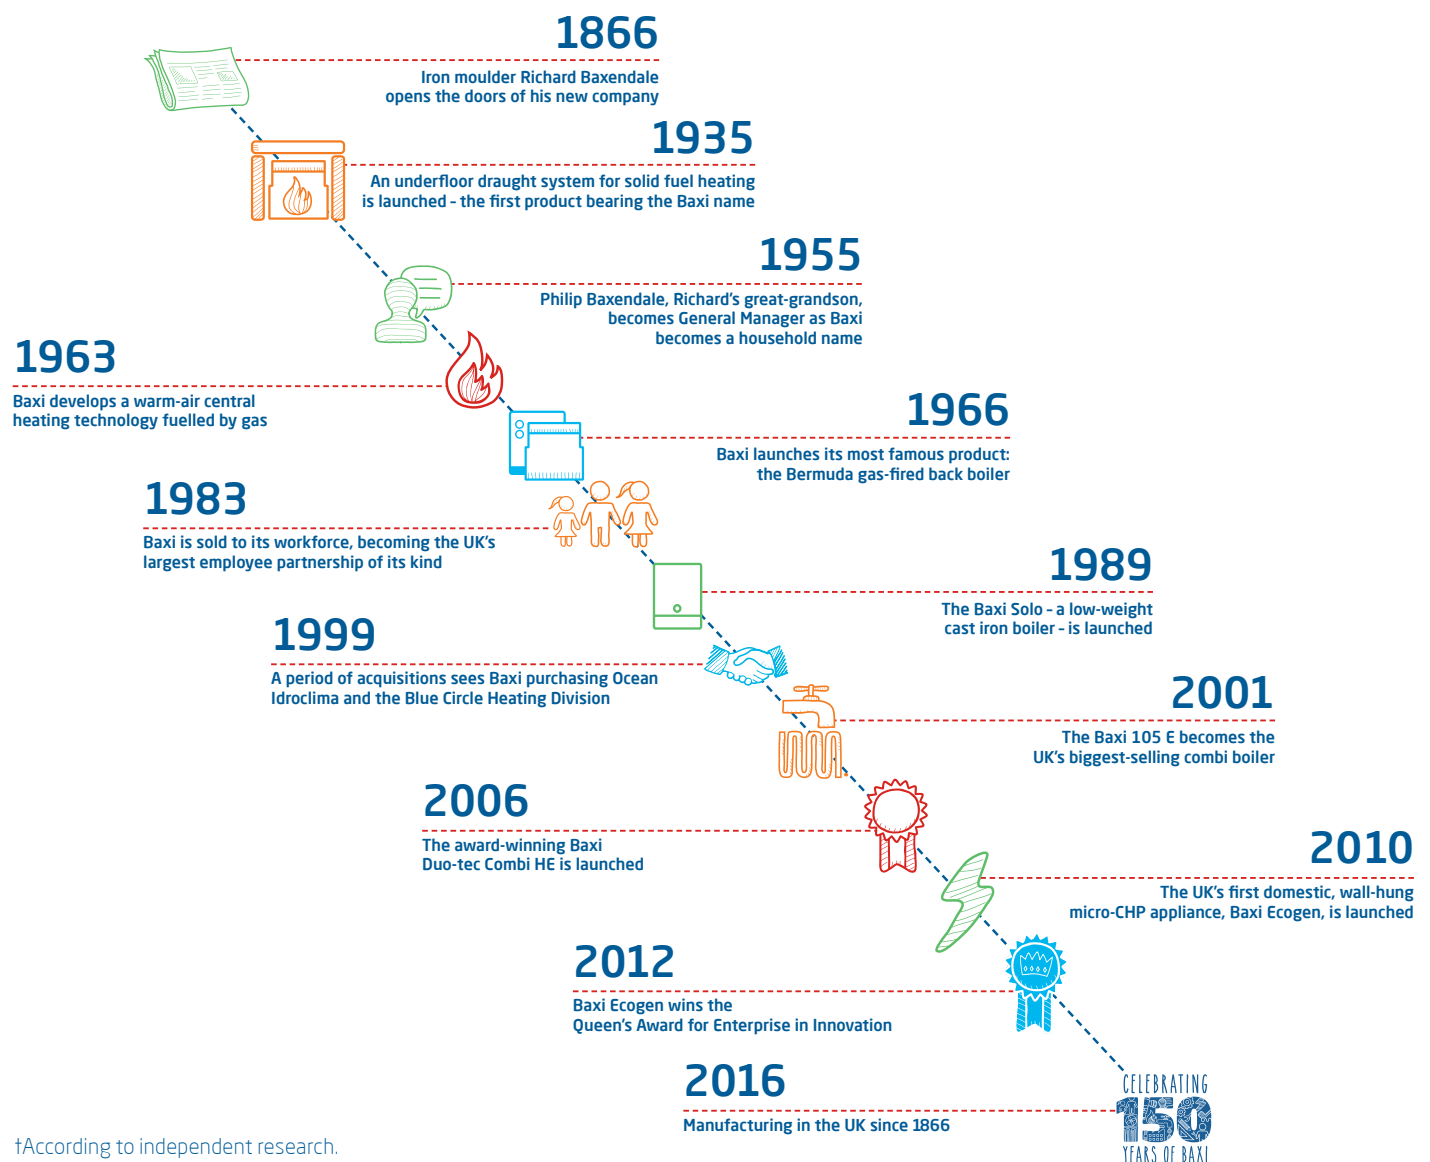 1866
Iron moulder Richard Baxendale
opens the doors of his new company
1935
An underfloor draught system for solid fuel heating
is launched – the first product bearing the Baxi name
1955
Philip Baxendale, Richard's great-grandson,
becomes General Manager as Baxi
becomes a household name
1963
Baxi develops a warm-air central
heating technology fuelled by gas
1966
Baxi launches its most famous product:
the Bermuda gas-fired back boiler
1983
Baxi is sold to its workforce, becoming the UK's
largest employee partnership of its kind
1989
The Baxi Solo – a low-weight
cast iron boiler – is launched
1999
A period of acquisitions sees Baxi purchasing Ocean
Idroclima and the Blue Circle Heating Division
2001
The Baxi 105 E becomes the
UK's biggest-selling combi boiler
2006
The award-winning Baxi
Duo-tec Combi HE is launched
2010
The UK's first domestic, wall-hung
micro-CHP appliance, Baxi Ecogen, is launched
2012
Baxi Ecogen wins the
Queen's Award for Enterprise in Innovation
2016
Manufacturing in the UK since 1866
CELEBRATING
150
YEARS OF BAXI
†According to independent research.